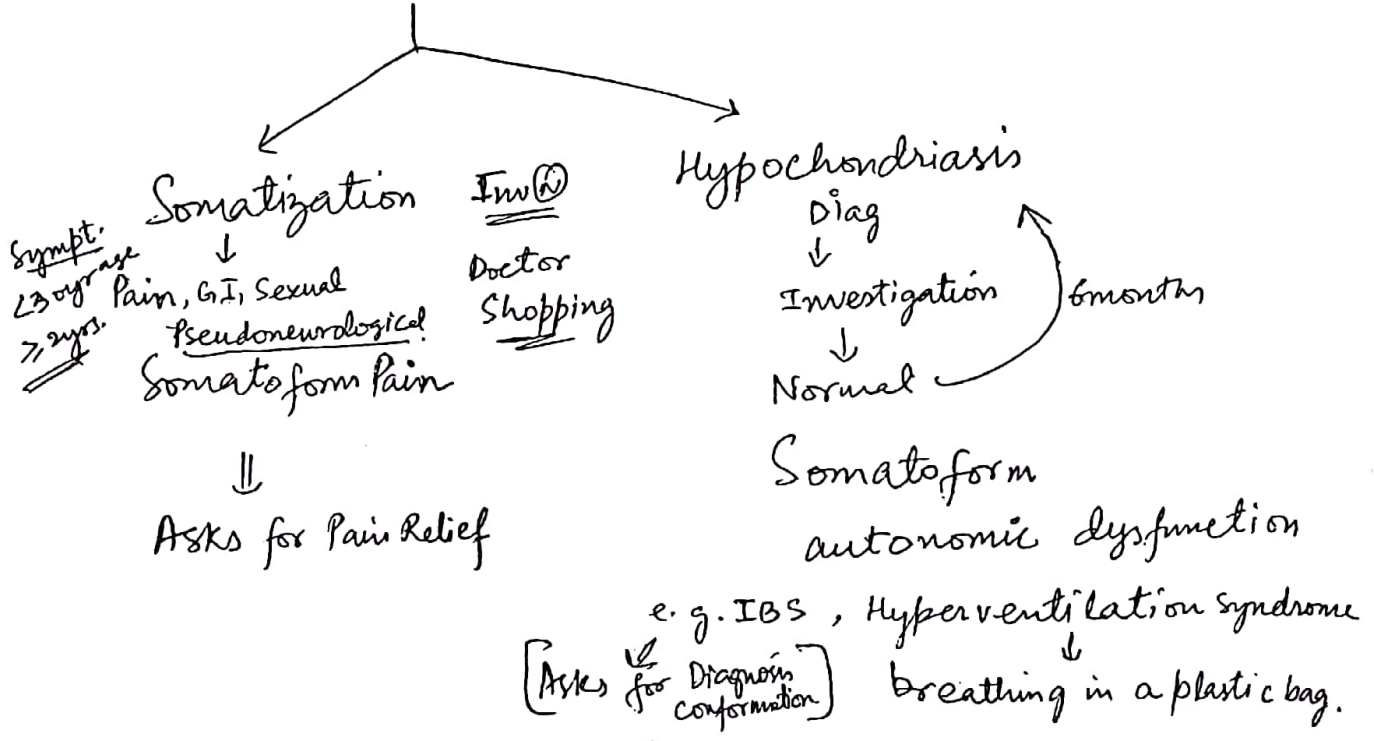 Somatization
Sympt.
<30yr age
≥2yrs.
↓
Pain, GI, Sexual
Pseudoneurological
Inv Ⓝ
Doctor
Shopping
Somatoform Pain
⇓
Asks for Pain Relief
Hypochondriasis
Diag
↓
Investigation
↓
Normal
6months
Somatoform
autonomic dysfunction
e.g. IBS, Hyperventilation Syndrome
[Asks for Diagnosis
conformation]
↓
breathing in a plastic bag.